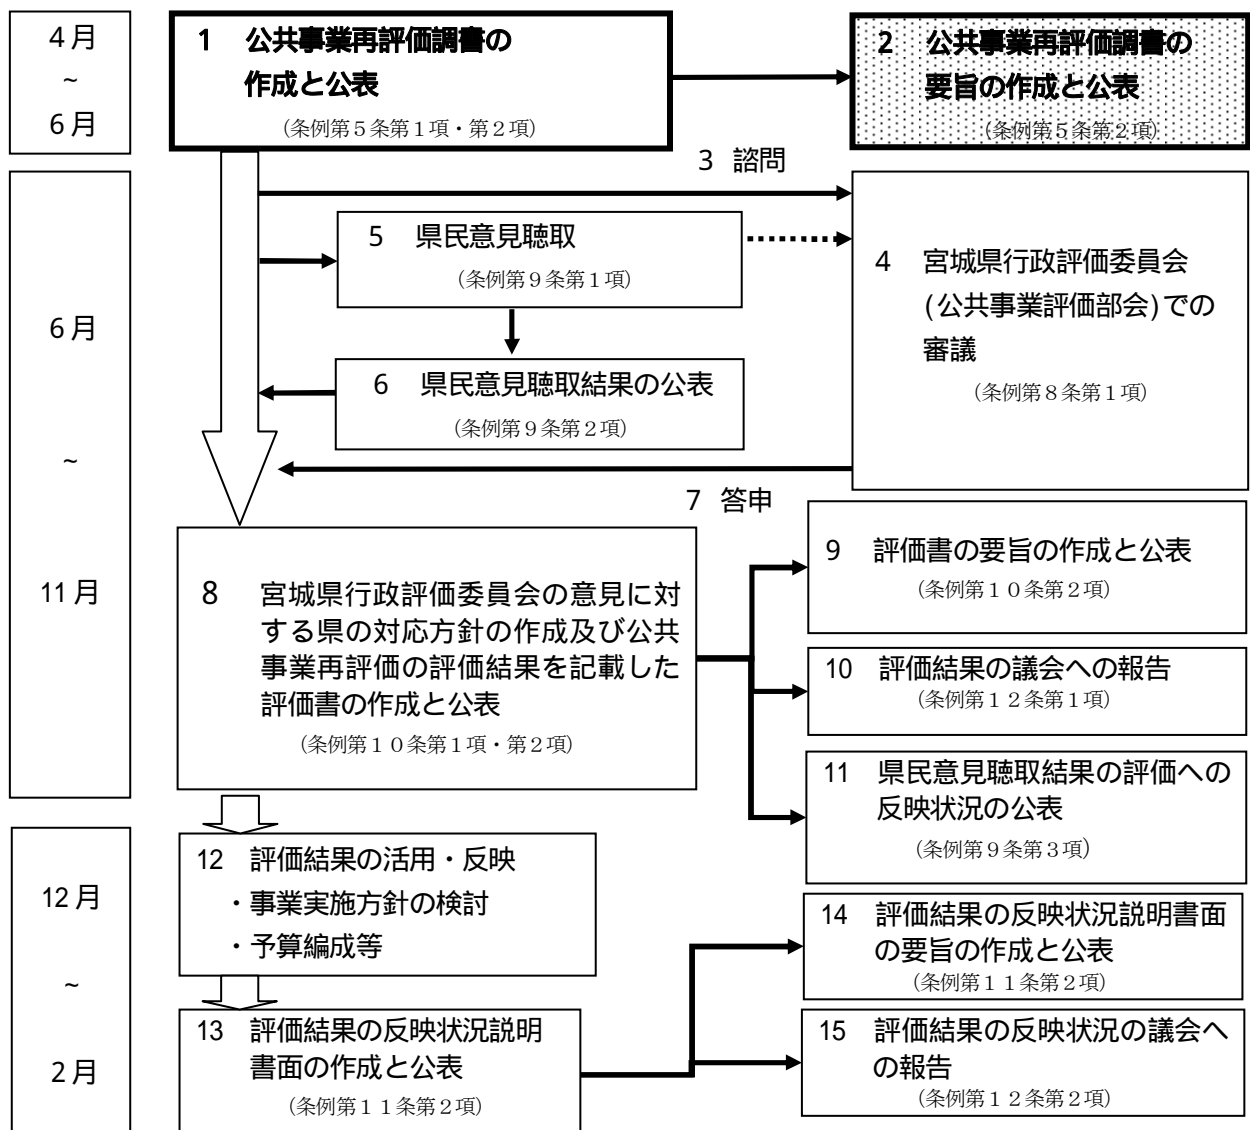 4月
~
6月
1 公共事業再評価調書の
作成と公表
(条例第5条第1項・第2項)
2 公共事業再評価調書の
要旨の作成と公表
(条例第5条第2項)
3 諮問
6月
~
11月
5 県民意見聴取
(条例第9条第1項)
4 宮城県行政評価委員会
(公共事業評価部会)での
審議
(条例第8条第1項)
6 県民意見聴取結果の公表
(条例第9条第2項)
7 答申
8 宮城県行政評価委員会の意見に対
する県の対応方針の作成及び公共
事業再評価の評価結果を記載した
評価書の作成と公表
(条例第10条第1項・第2項)
9 評価書の要旨の作成と公表
(条例第10条第2項)
10 評価結果の議会への報告
(条例第12条第1項)
11 県民意見聴取結果の評価への
反映状況の公表
(条例第9条第3項)
12月
~
2月
12 評価結果の活用・反映
・事業実施方針の検討
・予算編成等
13 評価結果の反映状況説明
書面の作成と公表
(条例第11条第2項)
14 評価結果の反映状況説明書面
の要旨の作成と公表
(条例第11条第2項)
15 評価結果の反映状況の議会へ
の報告
(条例第12条第2項)